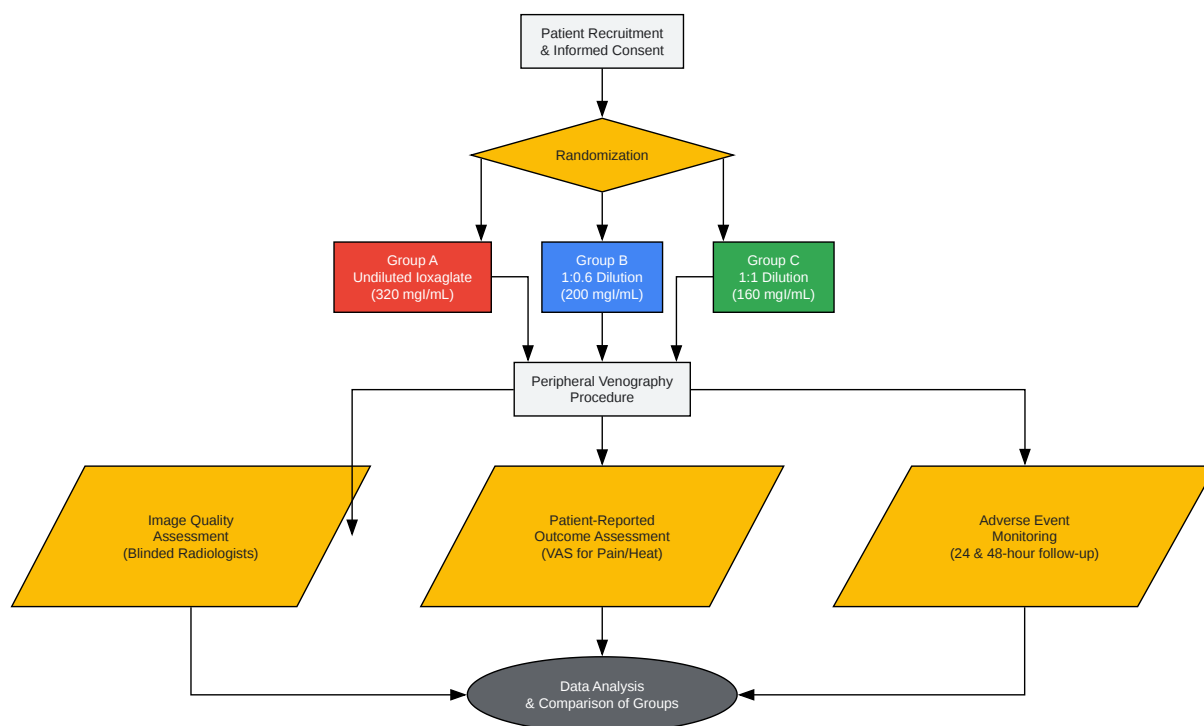 Patient Recruitment
& Informed Consent
Randomization
Group A
Undiluted Ioxaglate
(320 mgI/mL)
Group B
1:0.6 Dilution
(200 mgI/mL)
Group C
1:1 Dilution
(160 mgI/mL)
Peripheral Venography
Procedure
Image Quality
Assessment
(Blinded Radiologists)
Patient-Reported
Outcome Assessment
(VAS for Pain/Heat)
Adverse Event
Monitoring
(24 & 48-hour follow-up)
Data Analysis
& Comparison of Groups